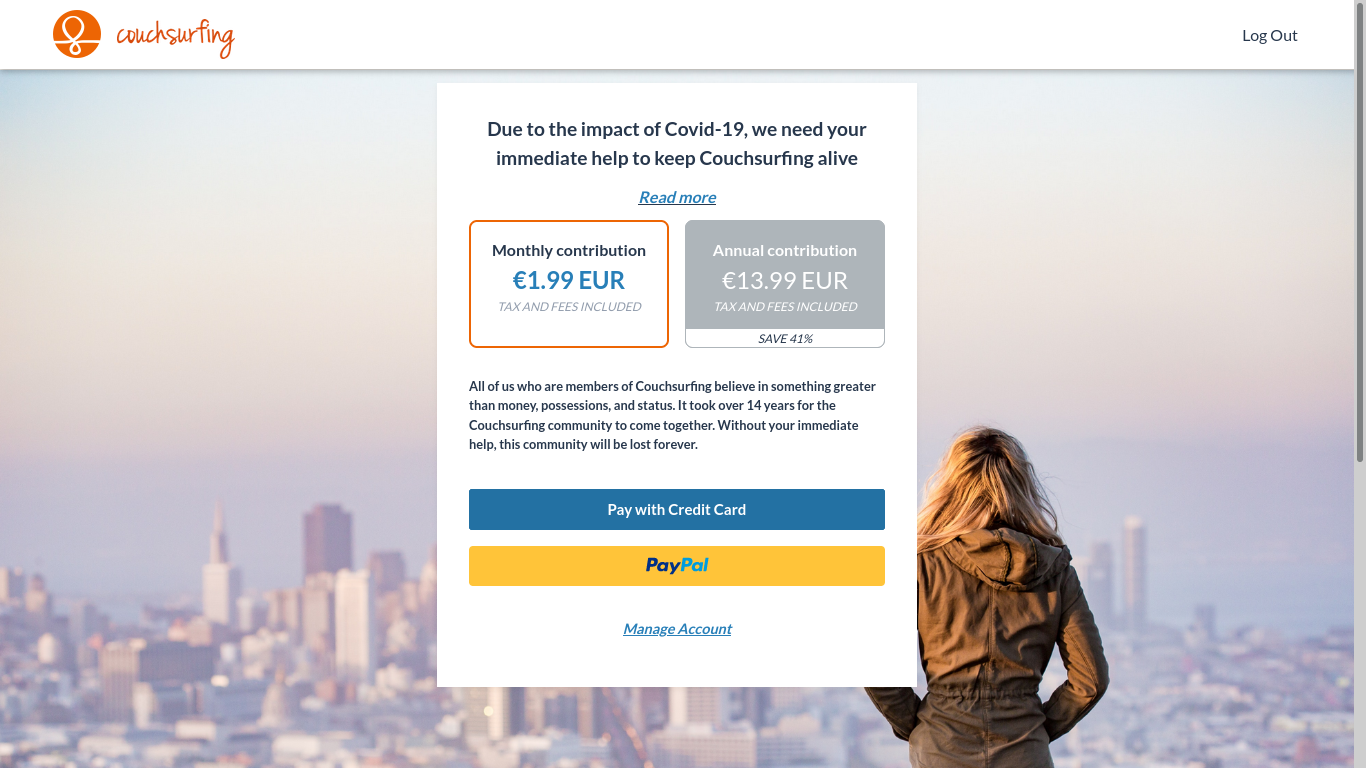 couchsurfing
Log Out
Due to the impact of Covid-19, we need your
immediate help to keep Couchsurfing alive
Read more
Monthly contribution
€1.99 EUR
TAX AND FEES INCLUDED
Annual contribution
€13.99 EUR
TAX AND FEES INCLUDED
SAVE 41%
All of us who are members of Couchsurfing believe in something greater
than money, possessions, and status. It took over 14 years for the
Couchsurfing community to come together. Without your immediate
help, this community will be lost forever.
Pay with Credit Card
PayPal
Manage Account